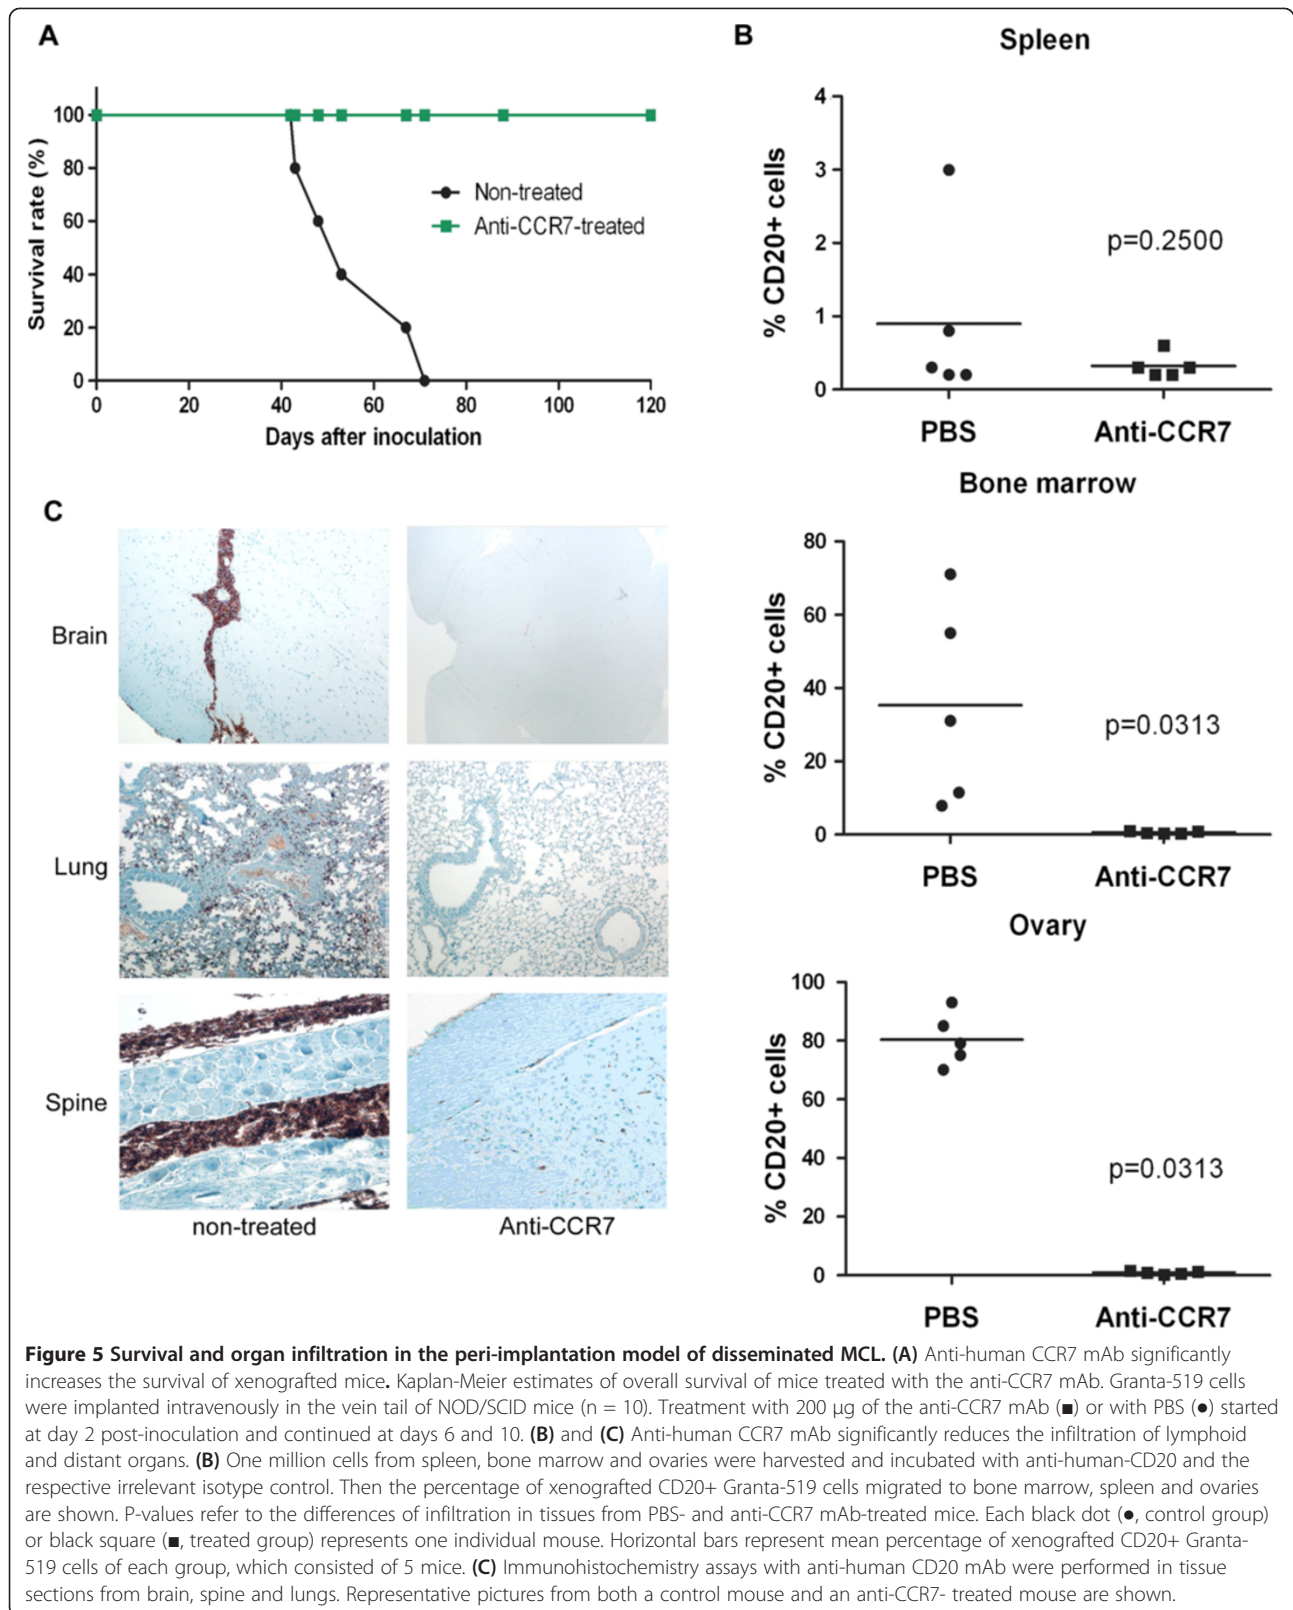 A
Survival rate (%)
100
80
60
40
20
0
0 20 40 60 80 100 120
Days after inoculation
Non-treated
Anti-CCR7-treated
B
Spleen
% CD20+ cells
4
3
2
1
0
p=0.2500
PBS Anti-CCR7
Bone marrow
% CD20+ cells
80
60
40
20
0
p=0.0313
PBS Anti-CCR7
Ovary
% CD20+ cells
100
80
60
40
20
0
p=0.0313
PBS Anti-CCR7
C
Brain
Lung
Spine
non-treated Anti-CCR7
Figure 5 Survival and organ infiltration in the peri-implantation model of disseminated MCL. (A) Anti-human CCR7 mAb significantly
increases the survival of xenografted mice. Kaplan-Meier estimates of overall survival of mice treated with the anti-CCR7 mAb. Granta-519 cells
were implanted intravenously in the vein tail of NOD/SCID mice (n = 10). Treatment with 200 μg of the anti-CCR7 mAb (■) or with PBS (●) started
at day 2 post-inoculation and continued at days 6 and 10. (B) and (C) Anti-human CCR7 mAb significantly reduces the infiltration of lymphoid
and distant organs. (B) One million cells from spleen, bone marrow and ovaries were harvested and incubated with anti-human-CD20 and the
respective irrelevant isotype control. Then the percentage of xenografted CD20+ Granta-519 cells migrated to bone marrow, spleen and ovaries
are shown. P-values refer to the differences of infiltration in tissues from PBS- and anti-CCR7 mAb-treated mice. Each black dot (●, control group)
or black square (■, treated group) represents one individual mouse. Horizontal bars represent mean percentage of xenografted CD20+ Granta-
519 cells of each group, which consisted of 5 mice. (C) Immunohistochemistry assays with anti-human CD20 mAb were performed in tissue
sections from brain, spine and lungs. Representative pictures from both a control mouse and an anti-CCR7- treated mouse are shown.